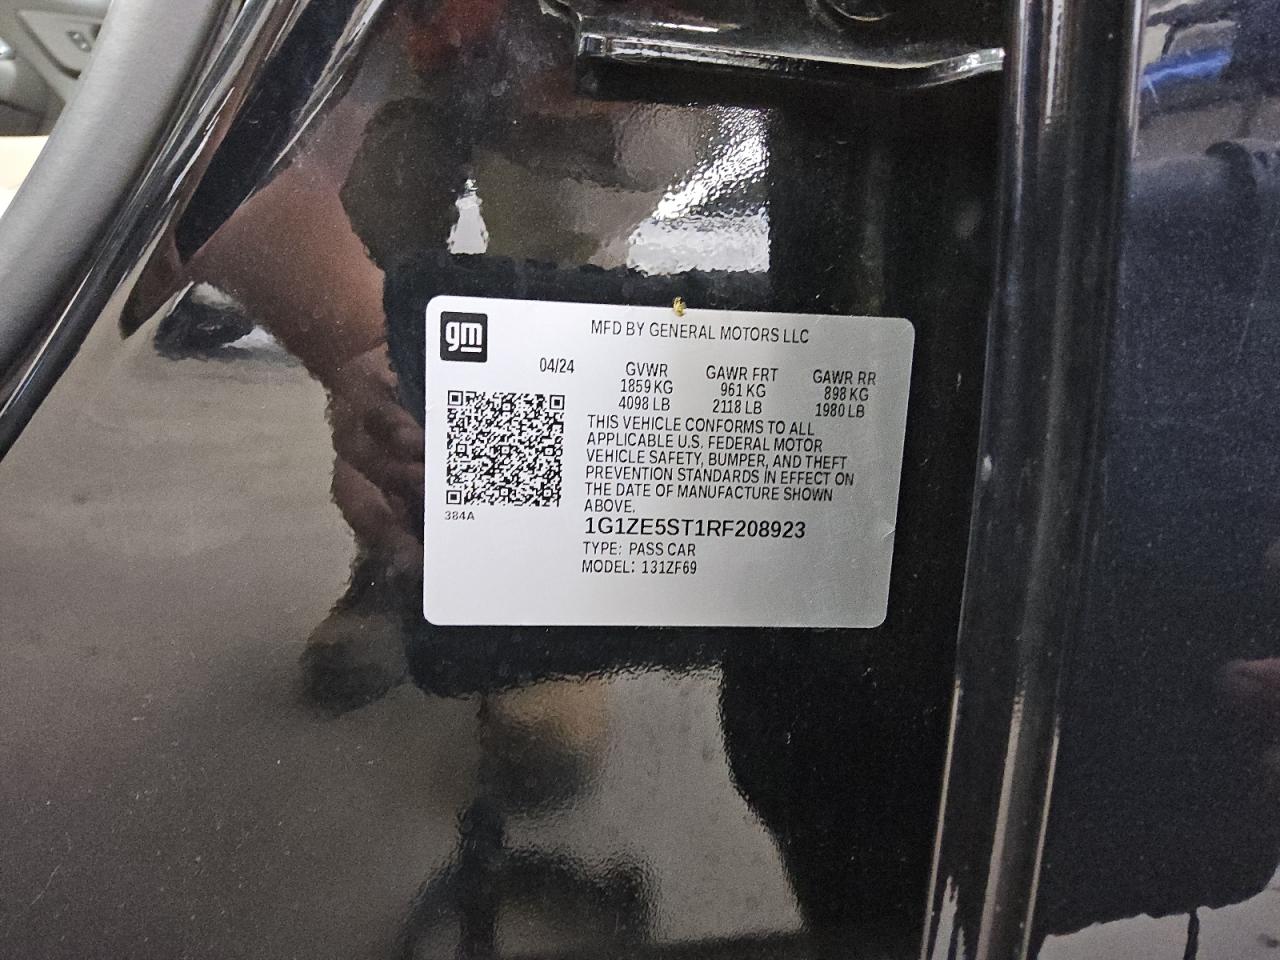 gm
MFD BY GENERAL MOTORS LLC
04/24
GVWR GAWR FRT GAWR RR
1859 KG 961 KG 898 KG
4098 LB 2118 LB 1980 LB
THIS VEHICLE CONFORMS TO ALL
APPLICABLE U.S. FEDERAL MOTOR
VEHICLE SAFETY, BUMPER, AND THEFT
PREVENTION STANDARDS IN EFFECT ON
THE DATE OF MANUFACTURE SHOWN
ABOVE.
384A
1G1ZE5ST1RF208923
TYPE: PASS CAR
MODEL: 131ZF69